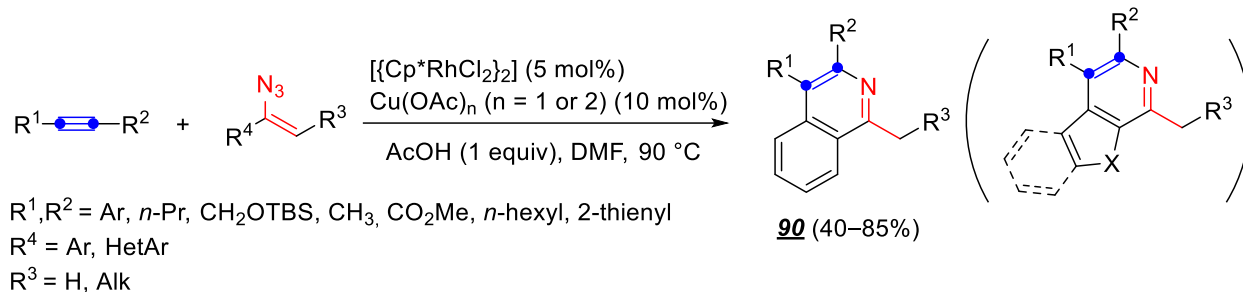 R¹ R² + N₃ R⁴ R³
[{Cp*RhCl₂}₂] (5 mol%)
Cu(OAc)ₙ (n = 1 or 2) (10 mol%)
AcOH (1 equiv), DMF, 90 °C
R¹ R² N R³
R¹ R² N R³ X
R¹,R² = Ar, n-Pr, CH₂OTBS, CH₃, CO₂Me, n-hexyl, 2-thienyl
R⁴ = Ar, HetAr
R³ = H, Alk
90 (40–85%)